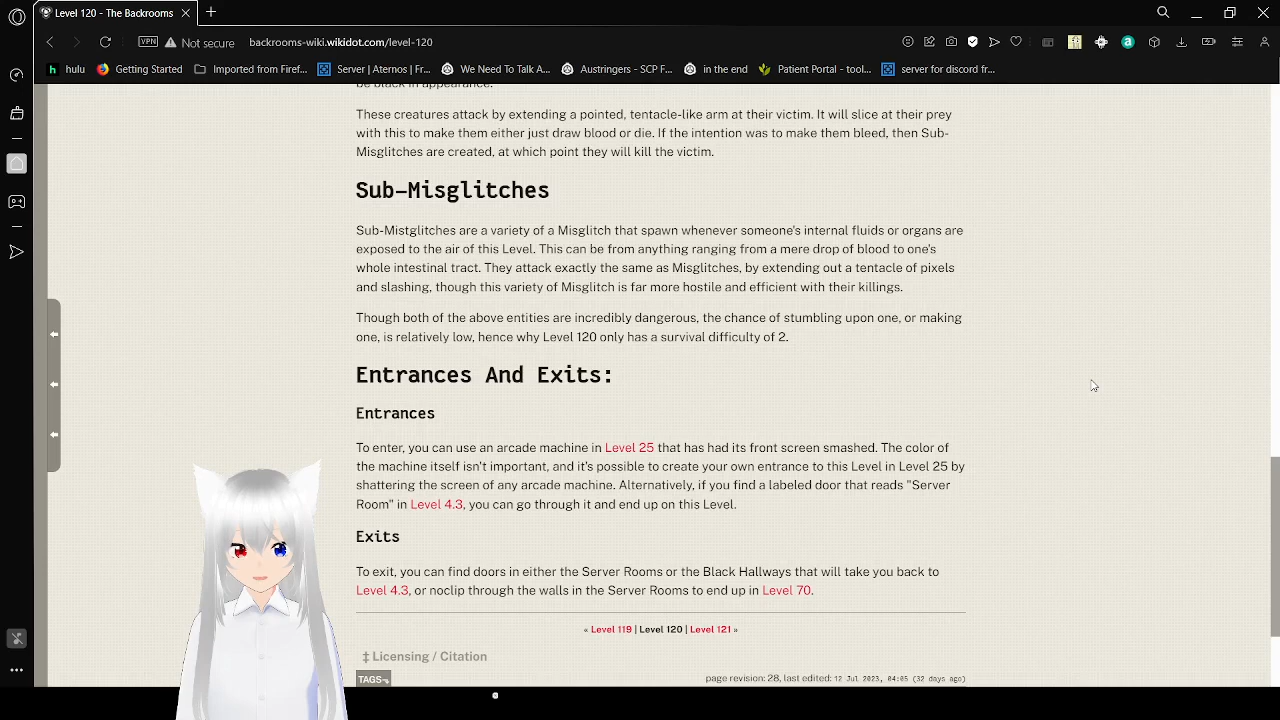 Level 120 - The Backrooms
VPN Not secure backrooms-wiki.wikidot.com/level-120
hulu Getting Started Imported from Firef... Server | Aternos | Fr... We Need To Talk A... Austringers - SCP F... in the end Patient Portal - tool... server for discord fr...
be black in appearance.
These creatures attack by extending a pointed, tentacle-like arm at their victim. It will slice at their prey
with this to make them either just draw blood or die. If the intention was to make them bleed, then Sub-
Misglitches are created, at which point they will kill the victim.
Sub-Misglitches
Sub-Mistglitches are a variety of a Misglitch that spawn whenever someone's internal fluids or organs are
exposed to the air of this Level. This can be from anything ranging from a mere drop of blood to one's
whole intestinal tract. They attack exactly the same as Misglitches, by extending out a tentacle of pixels
and slashing, though this variety of Misglitch is far more hostile and efficient with their killings.
Though both of the above entities are incredibly dangerous, the chance of stumbling upon one, or making
one, is relatively low, hence why Level 120 only has a survival difficulty of 2.
Entrances And Exits:
Entrances
To enter, you can use an arcade machine in Level 25 that has had its front screen smashed. The color of
the machine itself isn't important, and it's possible to create your own entrance to this Level in Level 25 by
shattering the screen of any arcade machine. Alternatively, if you find a labeled door that reads "Server
Room" in Level 4.3, you can go through it and end up on this Level.
Exits
To exit, you can find doors in either the Server Rooms or the Black Hallways that will take you back to
Level 4.3, or noclip through the walls in the Server Rooms to end up in Level 70.
« Level 119 | Level 120 | Level 121 »
‡ Licensing / Citation
TAGS
page revision: 28, last edited: 12 Jul 2023, 04:05 (32 days ago)